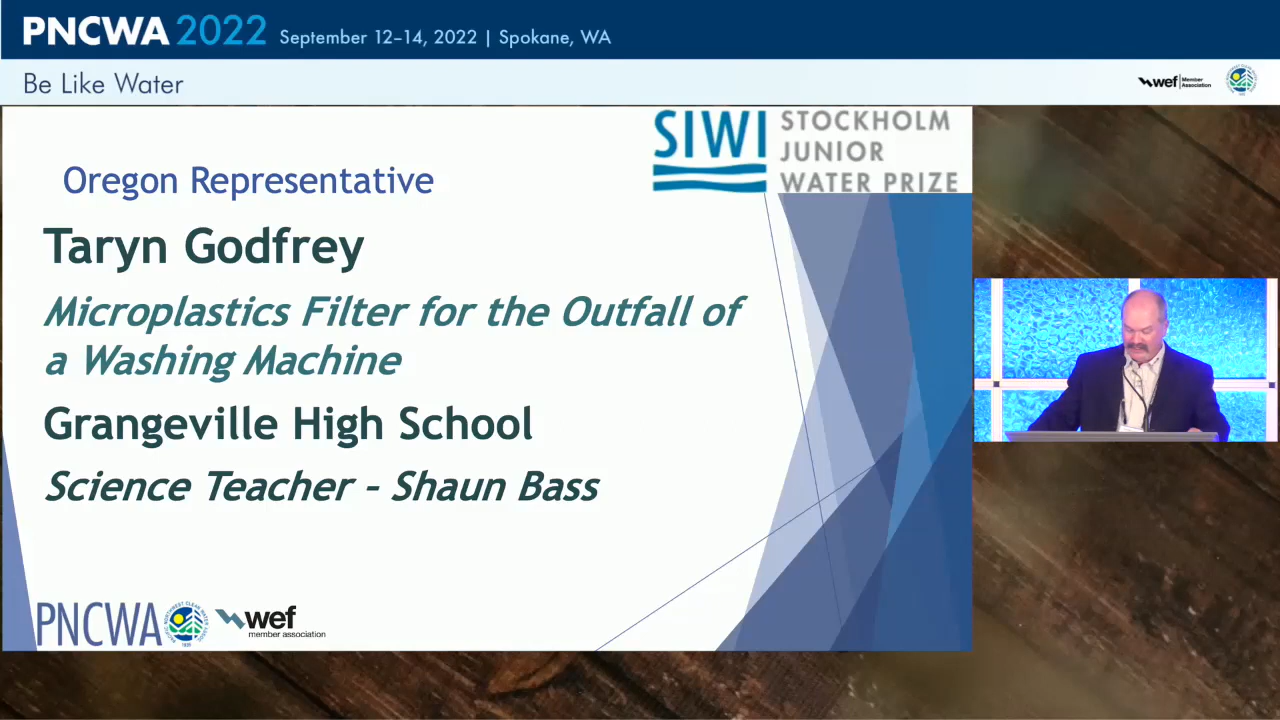 PNCWA 2022 September 12–14, 2022 | Spokane, WA
Be Like Water
wef Member Association
SIWI STOCKHOLM
JUNIOR
WATER PRIZE
Oregon Representative
Taryn Godfrey
Microplastics Filter for the Outfall of
a Washing Machine
Grangeville High School
Science Teacher - Shaun Bass
PNCWA
wef
member association